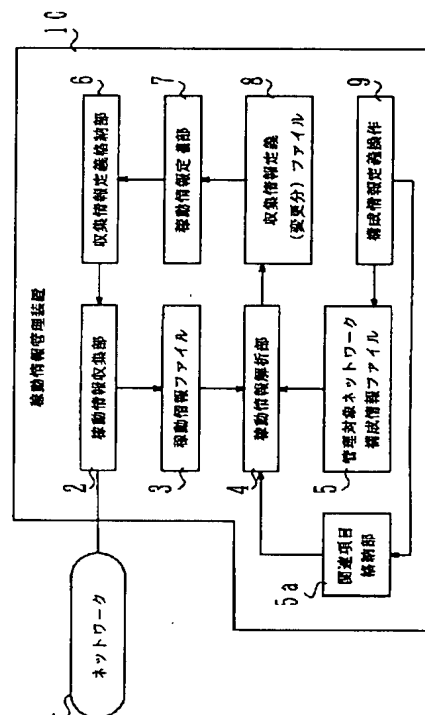 稼動情報管理装置
10
ネットワーク
2
稼動情報収集部
6
収集情報定義格納部
3
稼動情報ファイル
7
稼動情報定義部
4
稼動情報解析部
8
収集情報定義
(変更分)ファイル
5
管理対象ネットワーク
構成情報ファイル
9
構成情報定義操作
5a
関連項目
格納部